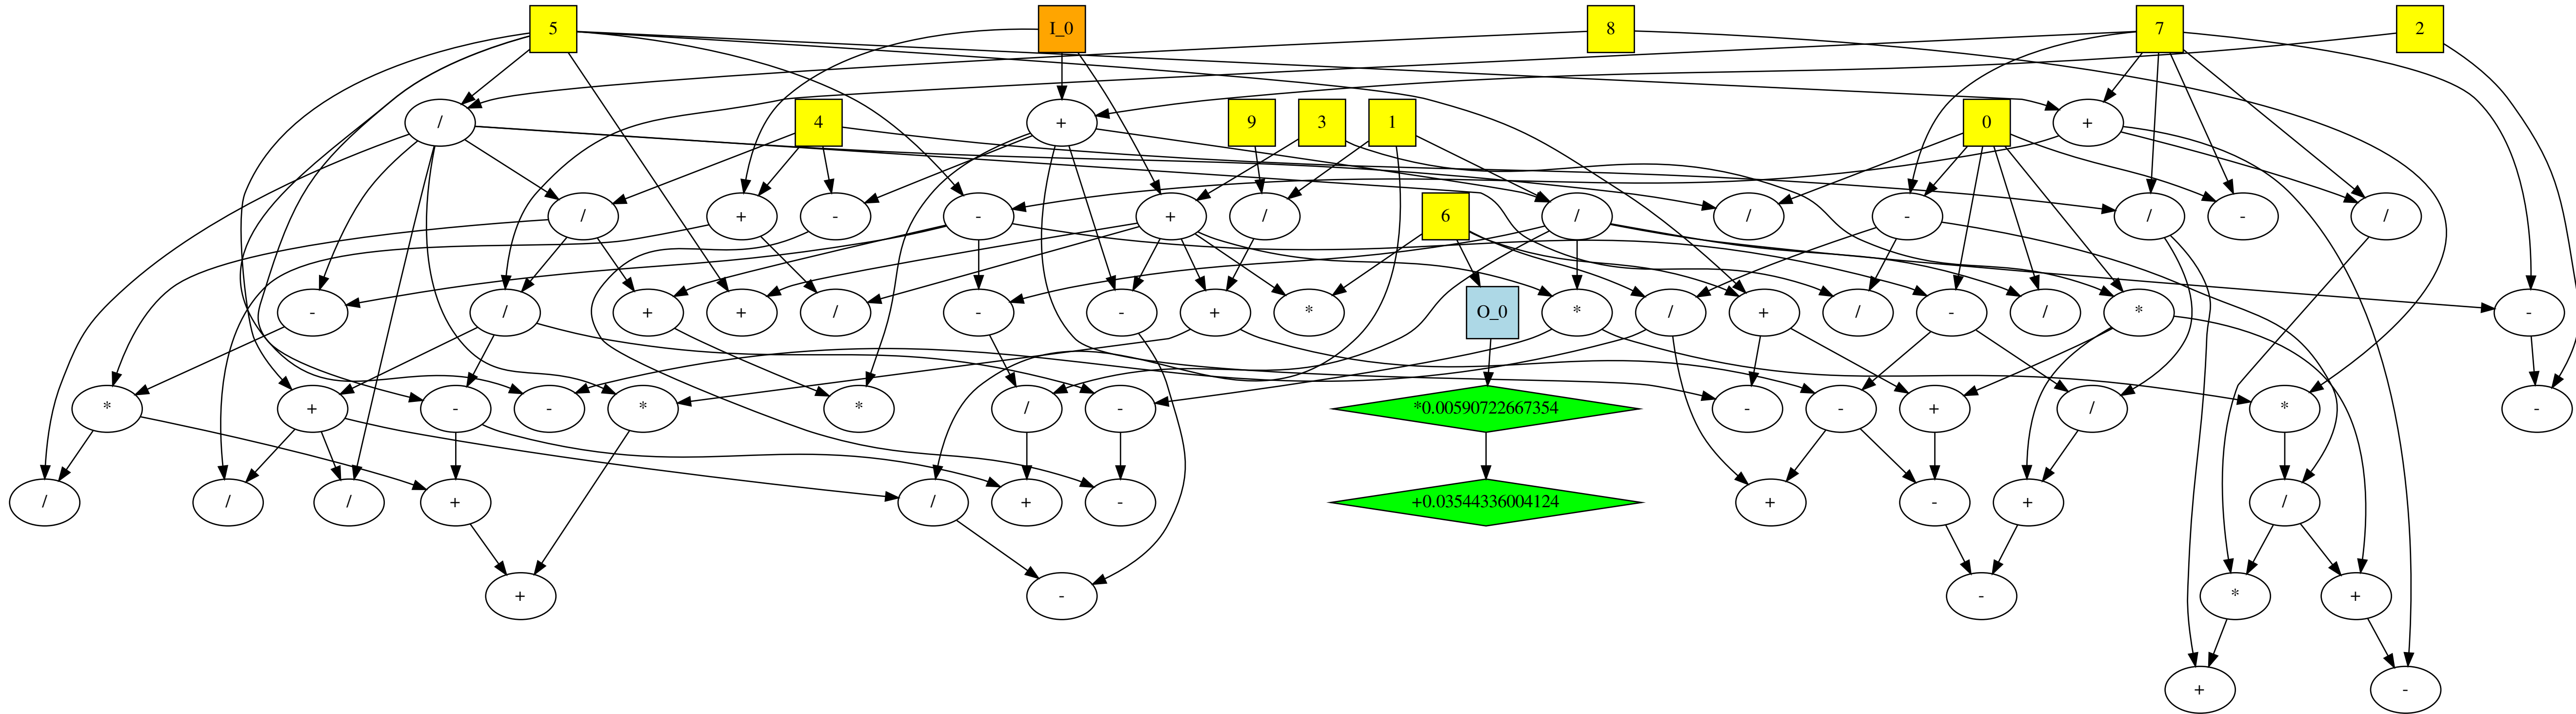 5 I_0 8 7 2
/ 4 + 9 3 1 0 +
/ + - - + / 6 / / - / - /
- / + + / - - + * O_0 * / + / - / * -
* + - - * * / - *0.00590722667354 - - + / * -
/ / / + / + - +0.03544336004124 + - + /
+ - - * +
+ -